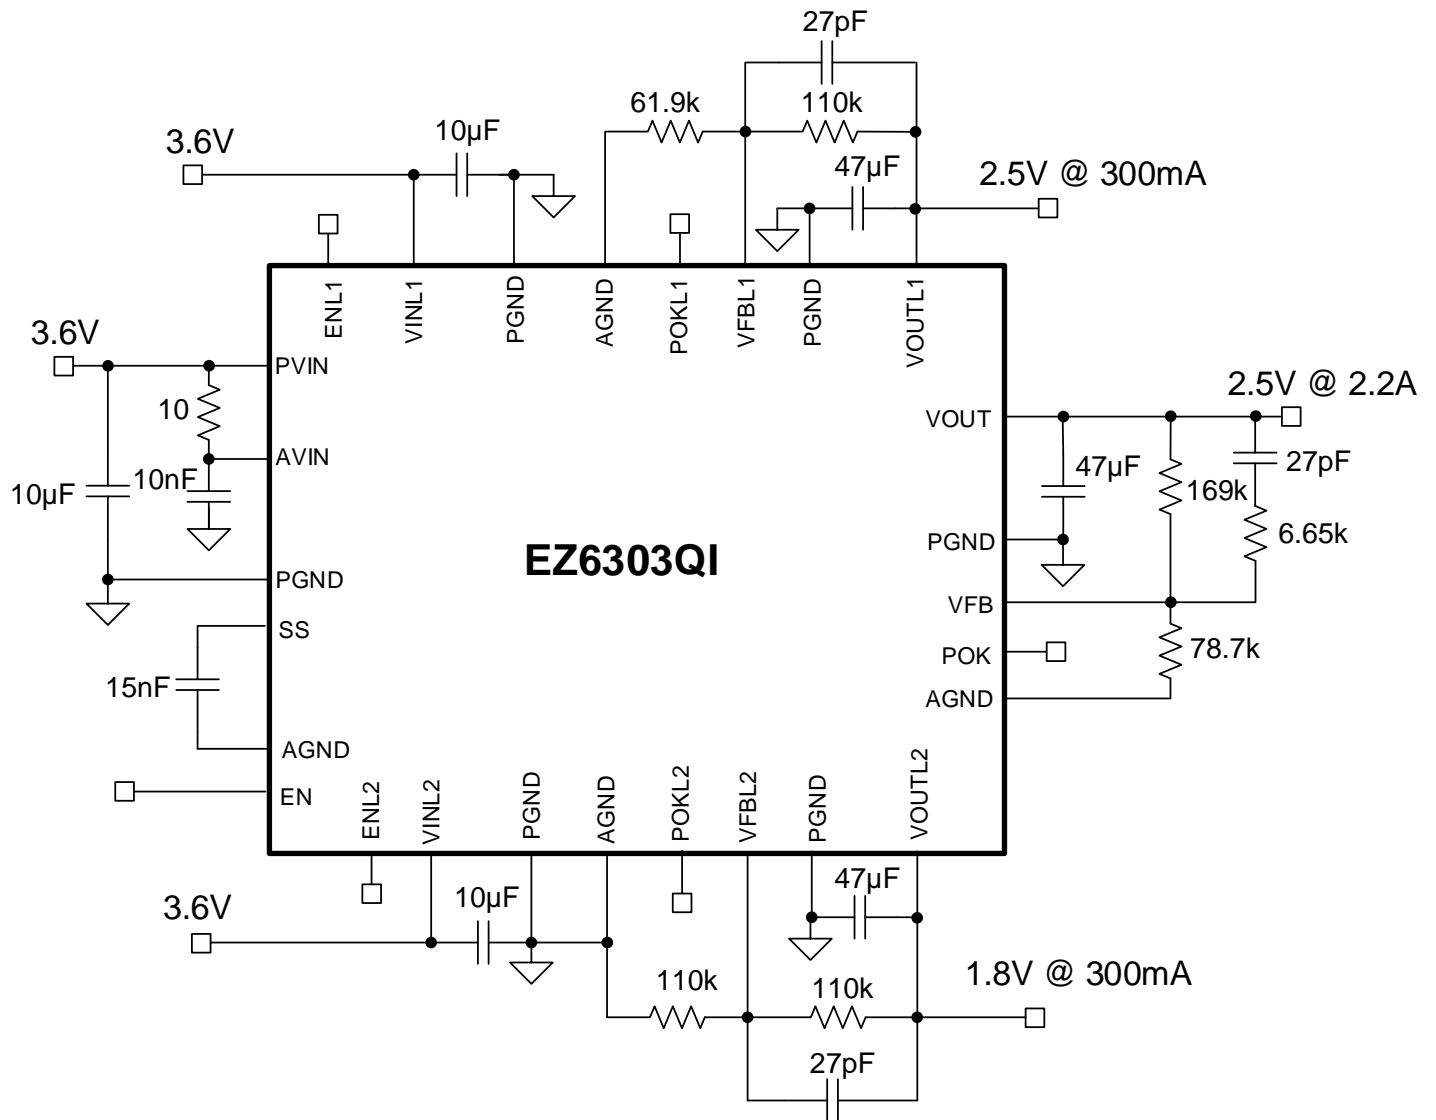 27pF
61.9k
110k
10µF
3.6V
47µF
2.5V @ 300mA
ENL1
VINL1
PGND
AGND
POKL1
VFBL1
PGND
VOUTL1
3.6V
PVIN
10
AVIN
10µF
10nF
PGND
SS
15nF
AGND
EN
EZ6303QI
2.5V @ 2.2A
VOUT
47µF
169k
27pF
6.65k
PGND
VFB
POK
78.7k
AGND
ENL2
VINL2
PGND
AGND
POKL2
VFBL2
PGND
VOUTL2
3.6V
10µF
47µF
110k
110k
1.8V @ 300mA
27pF